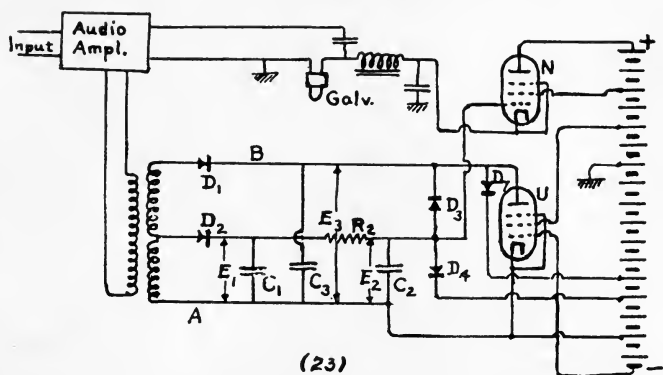 Audio
Ampl.
Input
+
N
Galv.
B
D₁
D₂
D₃
D
U
E₃
R₂
E₁
C₁
C₃
E₂
C₂
D₄
A
(23)
−